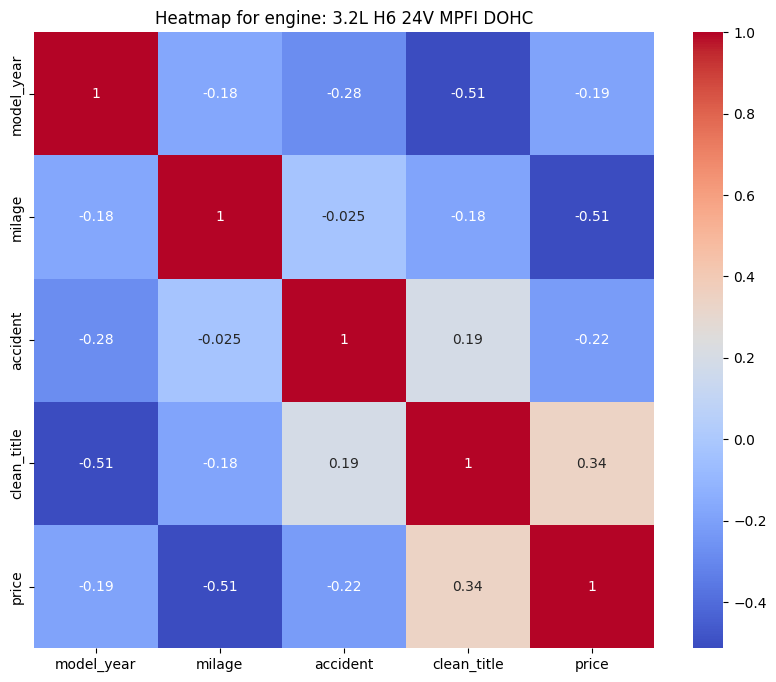 Heatmap for engine: 3.2L H6 24V MPFI DOHC
model_year 1 -0.18 -0.28 -0.51 -0.19
milage -0.18 1 -0.025 -0.18 -0.51
accident -0.28 -0.025 1 0.19 -0.22
clean_title -0.51 -0.18 0.19 1 0.34
price -0.19 -0.51 -0.22 0.34 1
model_year milage accident clean_title price
1.0
0.8
0.6
0.4
0.2
0.0
−0.2
−0.4